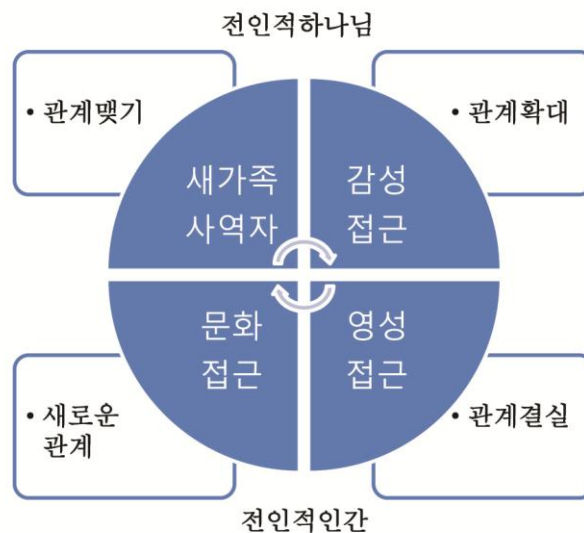 전인적하나님
• 관계맺기
• 관계확대
새가족
사역자
감성
접근
문화
접근
영성
접근
• 새로운
관계
• 관계결실
전인적인간